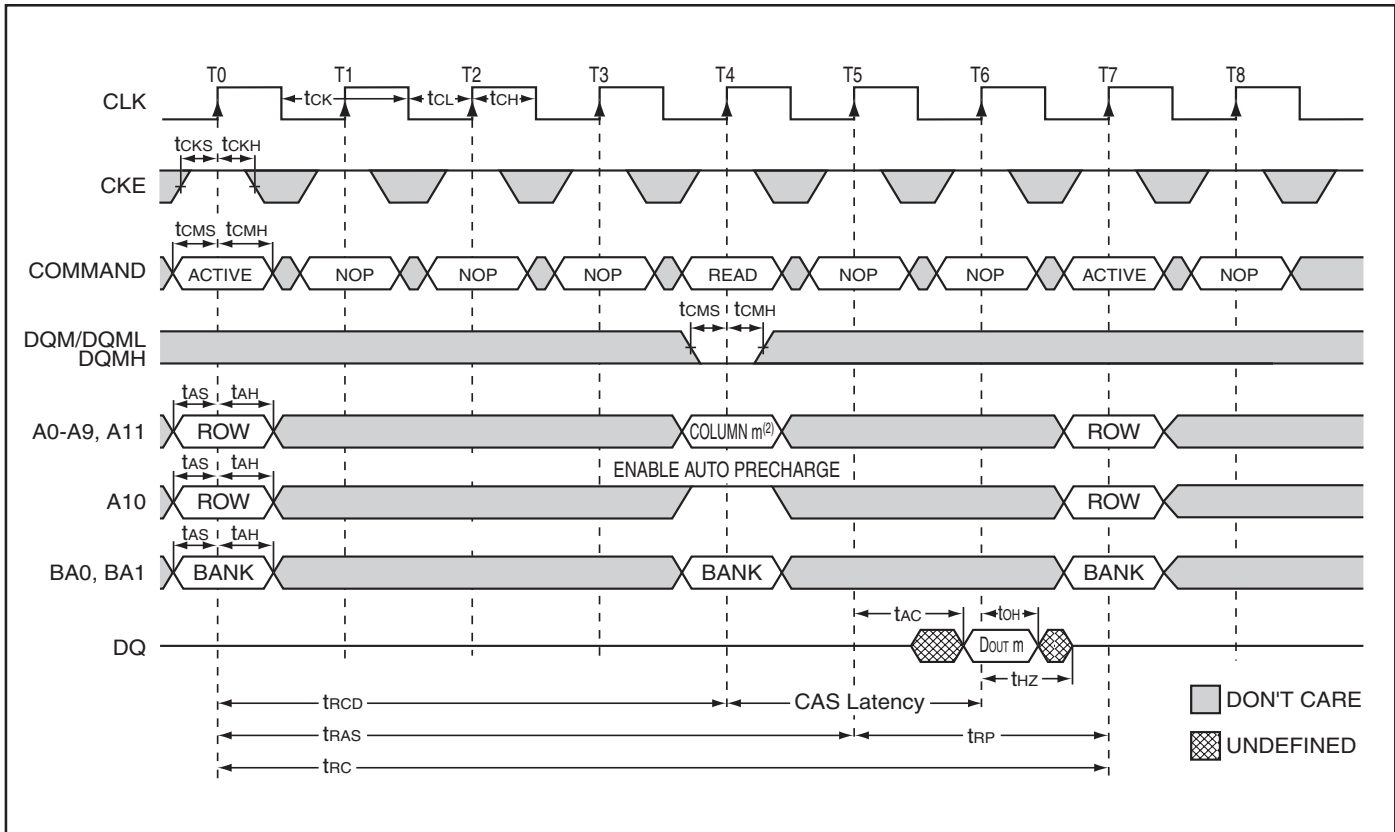 T0 T1 T2 T3 T4 T5 T6 T7 T8
CLK tCK tCL tCH
tCKS tCKH
CKE
tCMS tCMH
COMMAND ACTIVE NOP NOP NOP READ NOP NOP ACTIVE NOP
tCMS tCMH
DQM/DQML
DQMH
tAS tAH
A0-A9, A11 ROW COLUMN m(2) ROW
tAS tAH ENABLE AUTO PRECHARGE
A10 ROW ROW
tAS tAH
BA0, BA1 BANK BANK BANK
tAC tOH
DQ DOUT m
tHZ
tRCD CAS Latency DON'T CARE
tRAS tRP
UNDEFINED
tRC